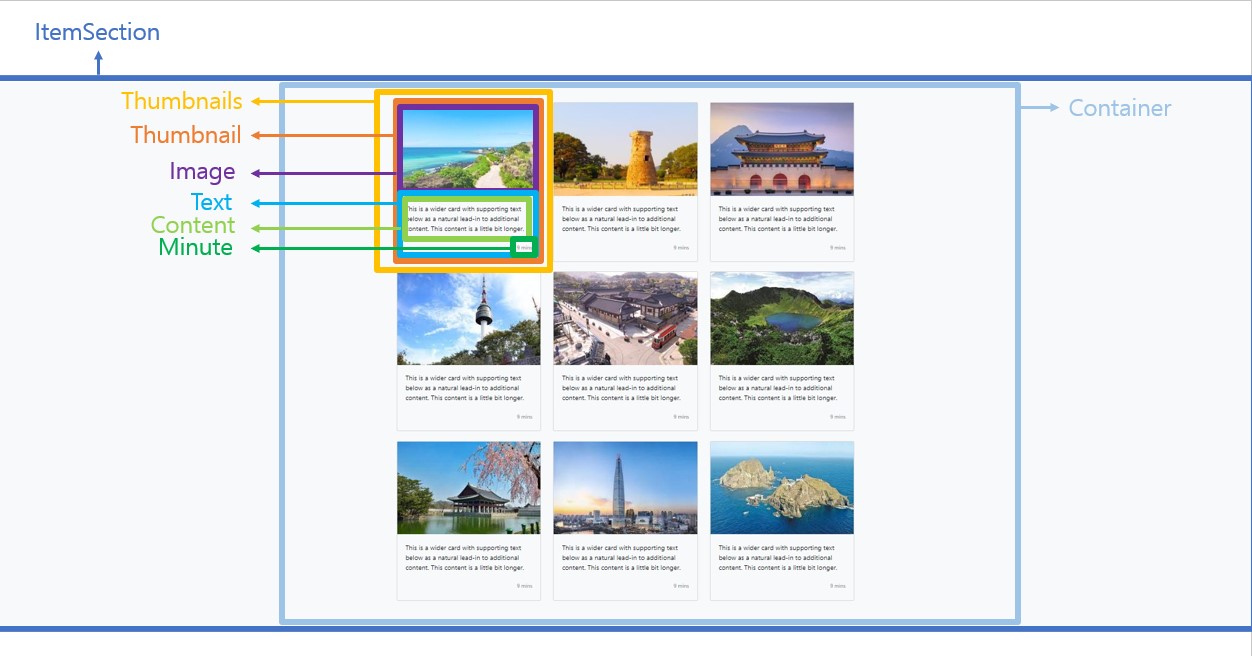 ItemSection
Thumbnails
Container
Thumbnail
Image
Text
Content
Minute
This is a wider card with supporting text
below as a natural lead-in to additional
content. This content is a little bit longer.
9 mins
This is a wider card with supporting text
below as a natural lead-in to additional
content. This content is a little bit longer.
9 mins
This is a wider card with supporting text
below as a natural lead-in to additional
content. This content is a little bit longer.
9 mins
This is a wider card with supporting text
below as a natural lead-in to additional
content. This content is a little bit longer.
9 mins
This is a wider card with supporting text
below as a natural lead-in to additional
content. This content is a little bit longer.
9 mins
This is a wider card with supporting text
below as a natural lead-in to additional
content. This content is a little bit longer.
9 mins
This is a wider card with supporting text
below as a natural lead-in to additional
content. This content is a little bit longer.
9 mins
This is a wider card with supporting text
below as a natural lead-in to additional
content. This content is a little bit longer.
9 mins
This is a wider card with supporting text
below as a natural lead-in to additional
content. This content is a little bit longer.
9 mins